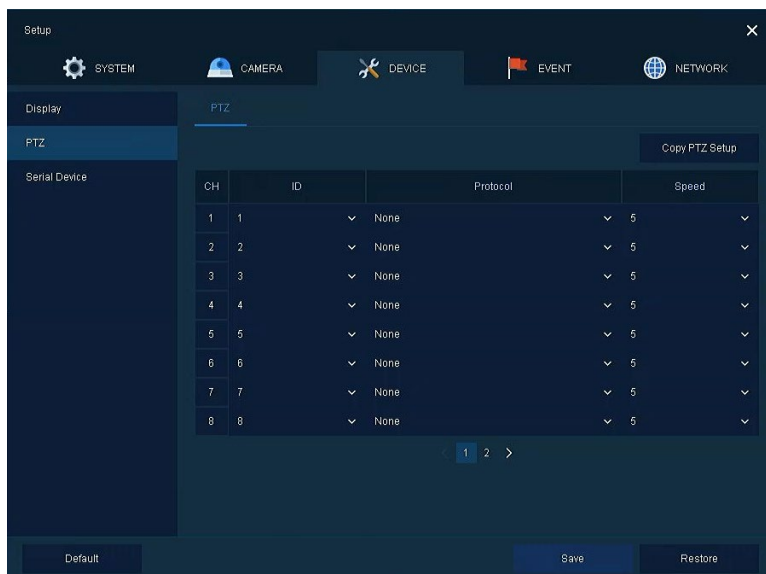 Setup
SYSTEM CAMERA DEVICE EVENT NETWORK
Display
PTZ
Serial Device
PTZ
Copy PTZ Setup
CH ID Protocol Speed
1 1 None 5
2 2 None 5
3 3 None 5
4 4 None 5
5 5 None 5
6 6 None 5
7 7 None 5
8 8 None 5
1 2
Default Save Restore